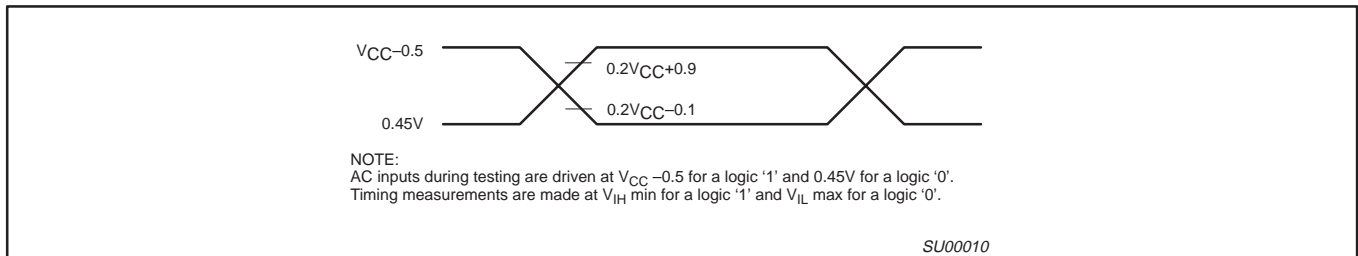 VCC–0.5
0.2VCC+0.9
0.2VCC–0.1
0.45V
NOTE:
AC inputs during testing are driven at VCC –0.5 for a logic ‘1’ and 0.45V for a logic ‘0’.
Timing measurements are made at VIH min for a logic ‘1’ and VIL max for a logic ‘0’.
SU00010